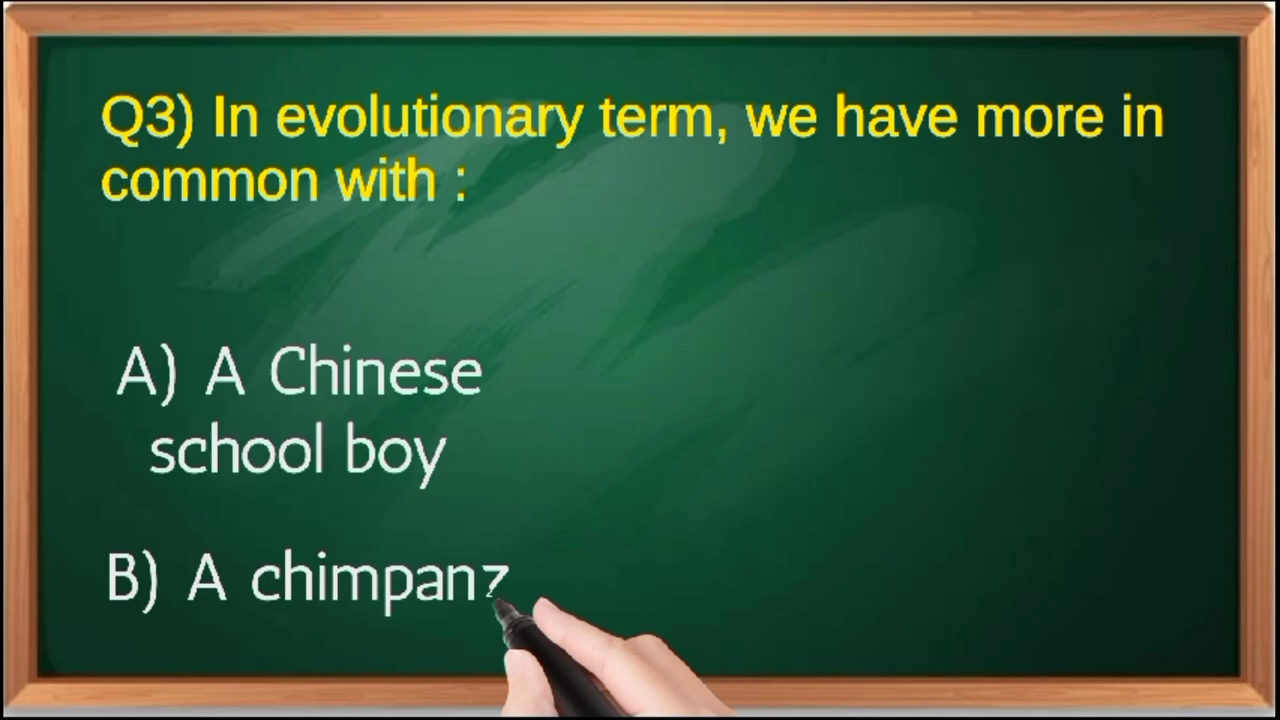 Q3) In evolutionary term, we have more in
common with :
A) A Chinese
school boy
B) A chimpanz